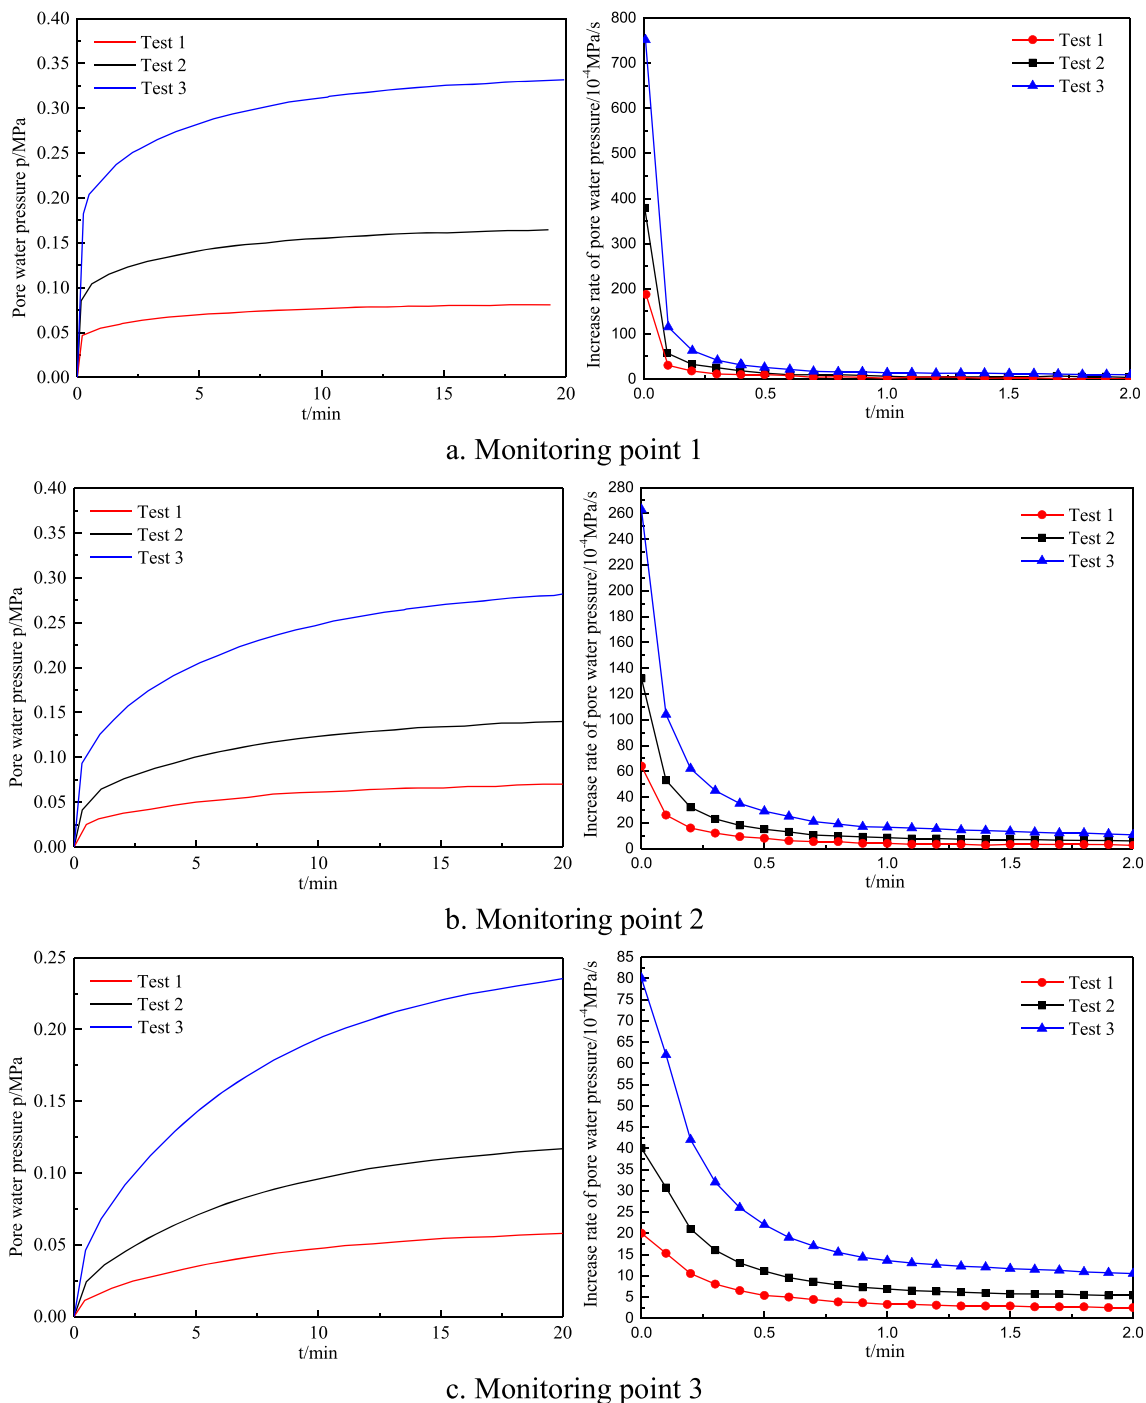 Pore water pressure p/MPa
0.40
0.35
0.30
0.25
0.20
0.15
0.10
0.05
0.00
Test 1
Test 2
Test 3
0 5 10 15 20
t/min
Increase rate of pore water pressure/10⁻⁴MPa/s
800
700
600
500
400
300
200
100
0
Test 1
Test 2
Test 3
0.0 0.5 1.0 1.5 2.0
t/min
a. Monitoring point 1
Pore water pressure p/MPa
0.40
0.35
0.30
0.25
0.20
0.15
0.10
0.05
0.00
Test 1
Test 2
Test 3
0 5 10 15 20
t/min
Increase rate of pore water pressure/10⁻⁴MPa/s
280
260
240
220
200
180
160
140
120
100
80
60
40
20
0
Test 1
Test 2
Test 3
0.0 0.5 1.0 1.5 2.0
t/min
b. Monitoring point 2
Pore water pressure p/MPa
0.25
0.20
0.15
0.10
0.05
0.00
Test 1
Test 2
Test 3
0 5 10 15 20
t/min
Increase rate of pore water pressure/10⁻⁴MPa/s
85
80
75
70
65
60
55
50
45
40
35
30
25
20
15
10
5
0
Test 1
Test 2
Test 3
0.0 0.5 1.0 1.5 2.0
t/min
c. Monitoring point 3